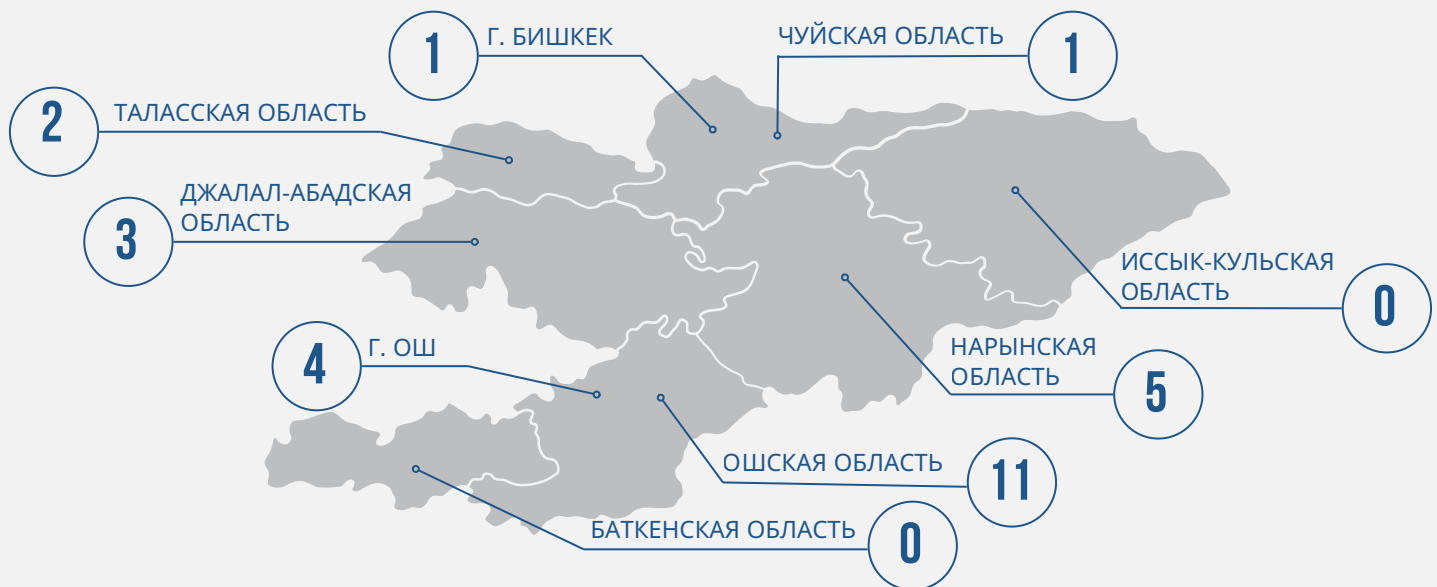 1
Г. БИШКЕК
ЧУЙСКАЯ ОБЛАСТЬ
1
2
ТАЛАССКАЯ ОБЛАСТЬ
3
ДЖАЛАЛ-АБАДСКАЯ
ОБЛАСТЬ
ИССЫК-КУЛЬСКАЯ
ОБЛАСТЬ
0
4
Г. ОШ
НАРЫНСКАЯ
ОБЛАСТЬ
5
ОШСКАЯ ОБЛАСТЬ
11
БАТКЕНСКАЯ ОБЛАСТЬ
0